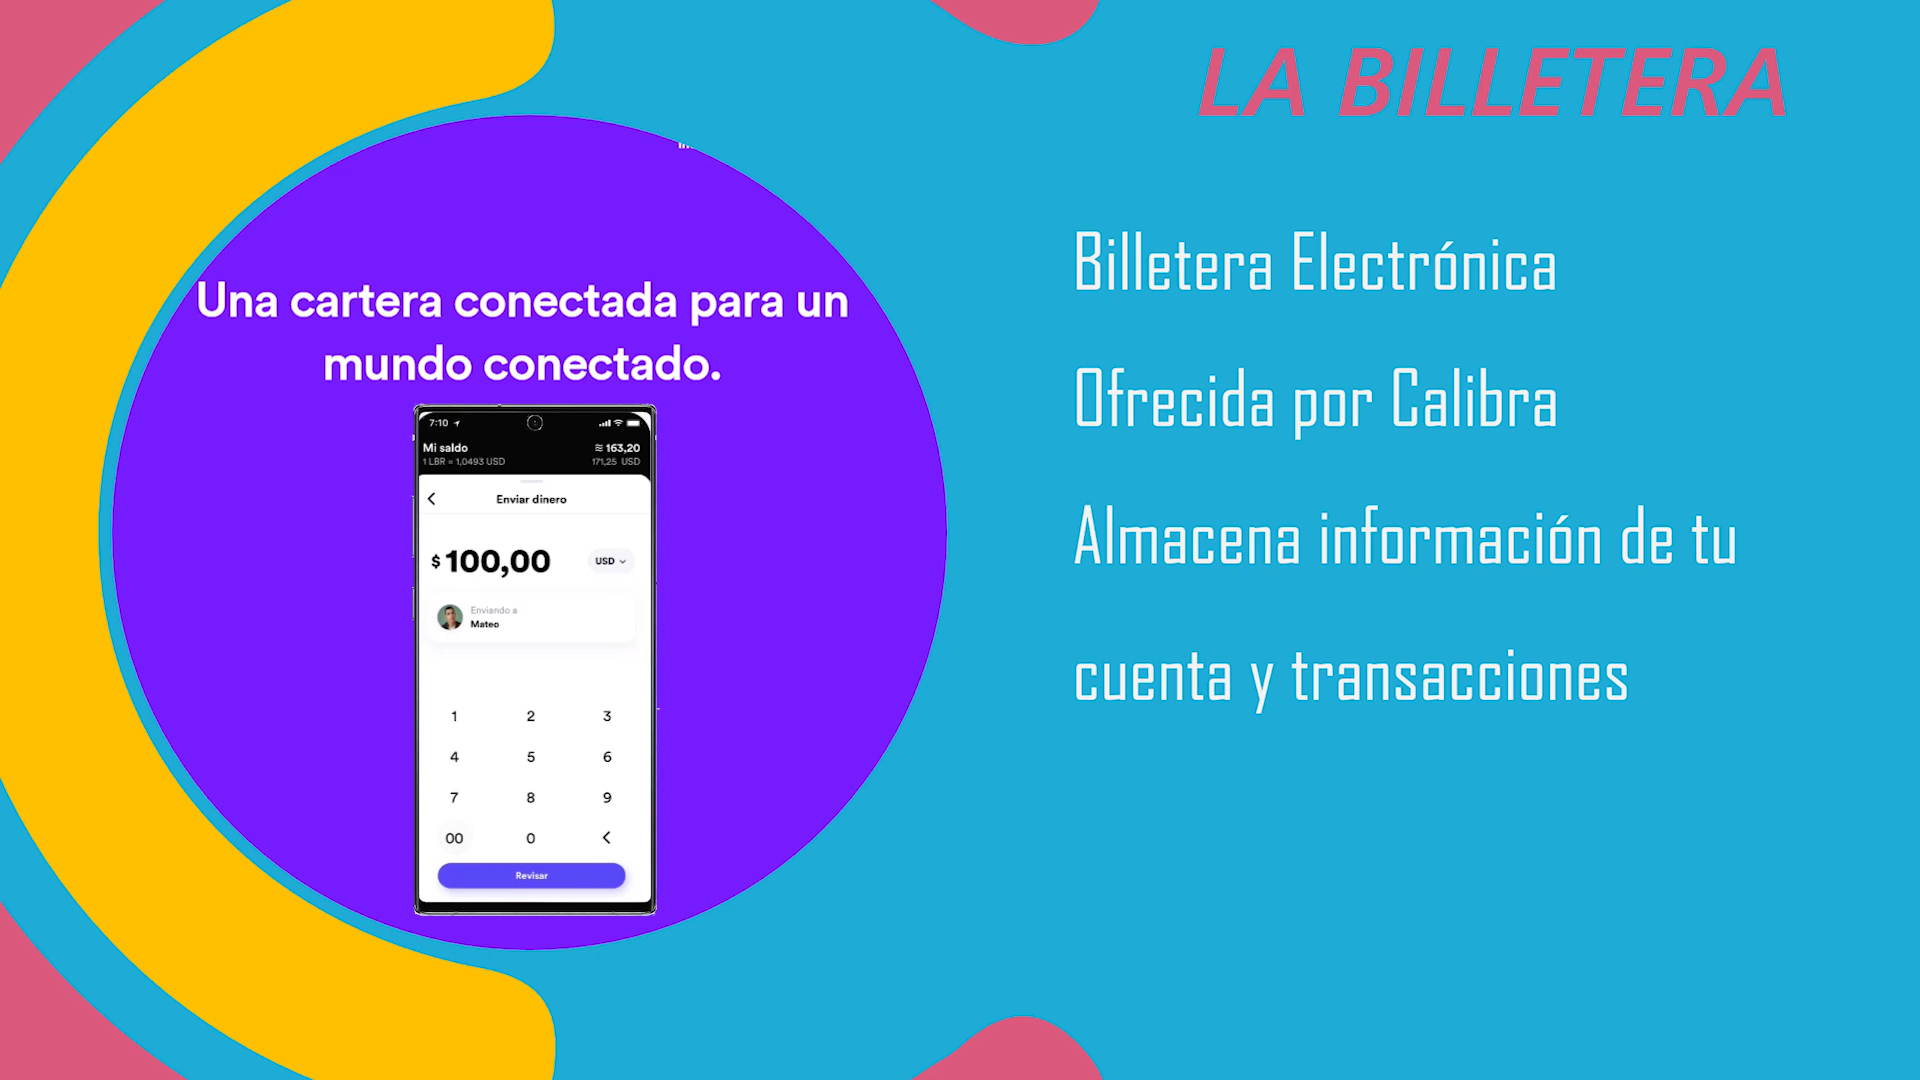 LA BILLETERA
Una cartera conectada para un
mundo conectado.
7:10
Mi saldo
≋ 163,20
1 LBR = 1,0493 USD
171,25 USD
Enviar dinero
$ 100,00
USD
Enviando a
Mateo
1 2 3
4 5 6
7 8 9
00 0
Revisar
Billetera Electrónica
Ofrecida por Calibra
Almacena información de tu
cuenta y transacciones